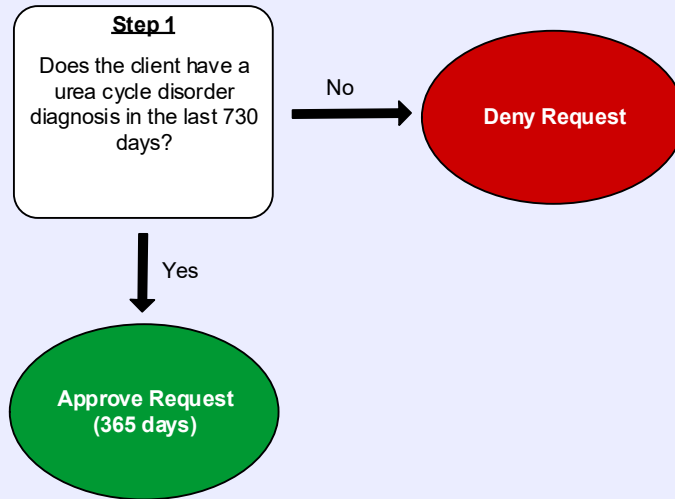 Step 1
Does the client have a
urea cycle disorder
diagnosis in the last 730
days?
No
Deny Request
Yes
Approve Request
(365 days)